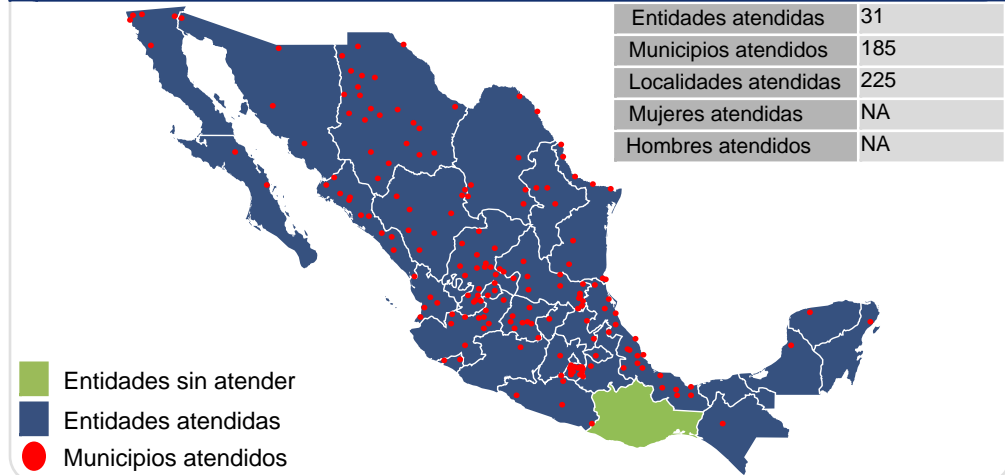 Entidades atendidas 31
Municipios atendidos 185
Localidades atendidas 225
Mujeres atendidas NA
Hombres atendidos NA
Entidades sin atender
Entidades atendidas
Municipios atendidos